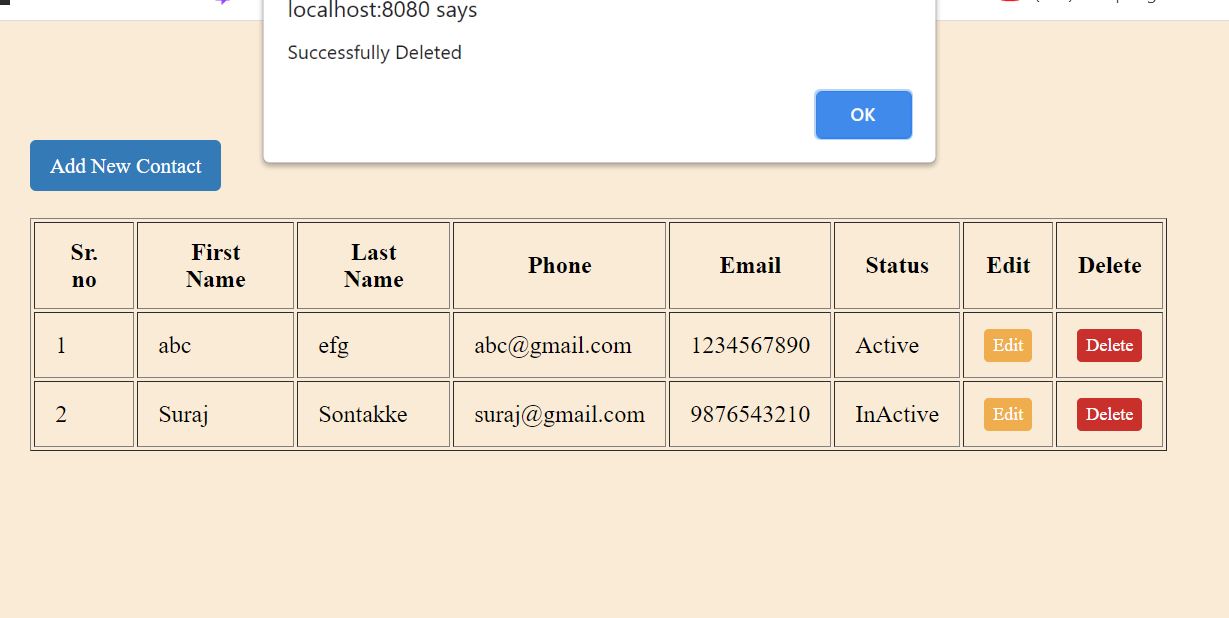 localhost:8080 says
Successfully Deleted
OK
Add New Contact
Sr. no First Name Last Name Phone Email Status Edit Delete
1 abc efg abc@gmail.com 1234567890 Active Edit Delete
2 Suraj Sontakke suraj@gmail.com 9876543210 InActive Edit Delete